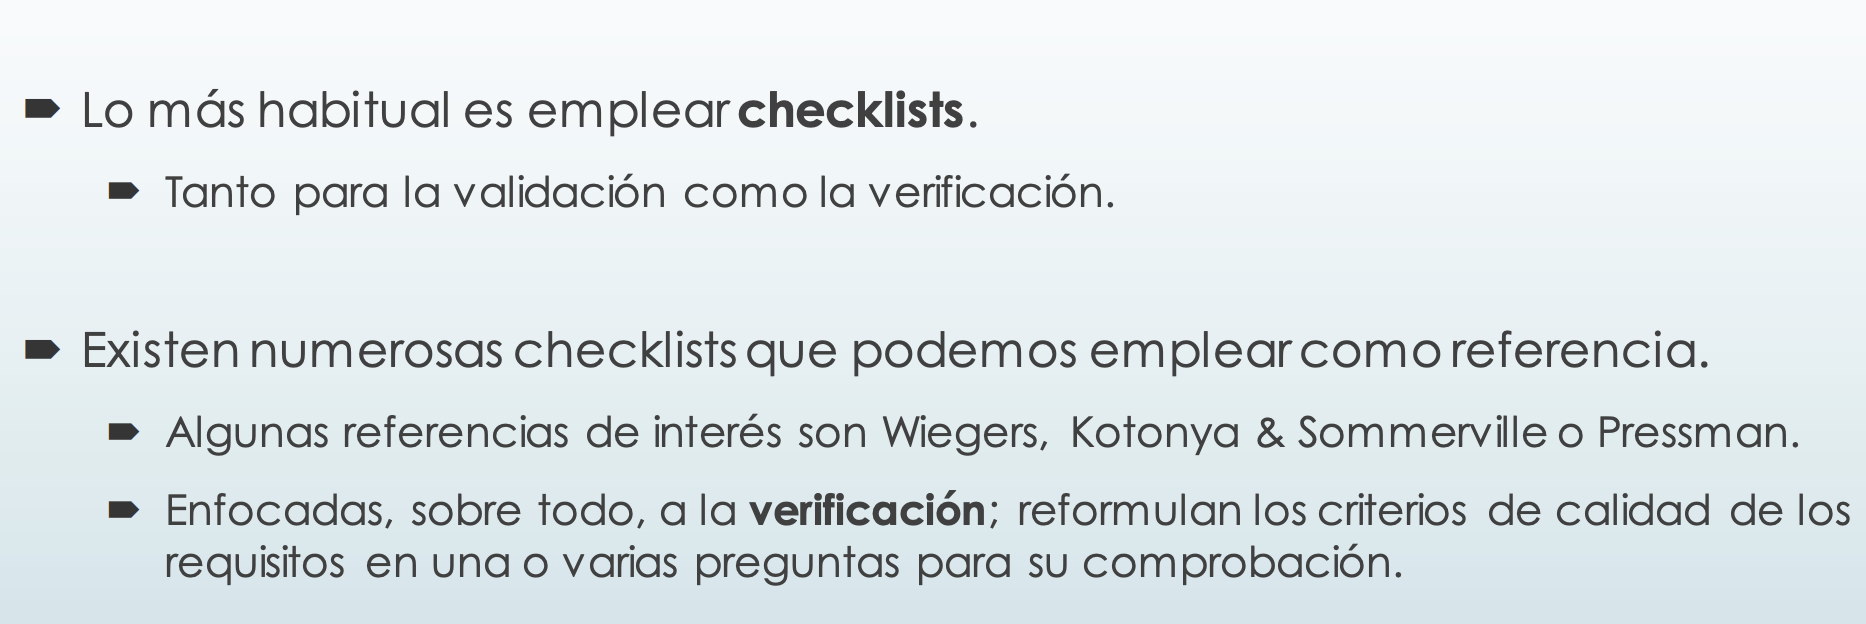 Lo más habitual es emplear checklists.
Tanto para la validación como la verificación.
Existen numerosas checklists que podemos emplear como referencia.
Algunas referencias de interés son Wiegers, Kotonya & Sommerville o Pressman.
Enfocadas, sobre todo, a la verificación; reformulan los criterios de calidad de los
requisitos en una o varias preguntas para su comprobación.